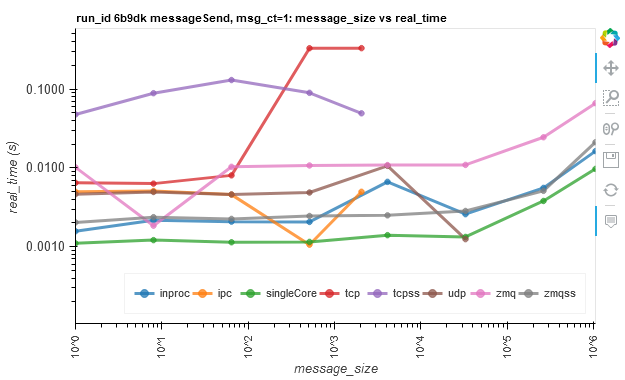 run_id 6b9dk messageSend, msg_ct=1: message_size vs real_time
real_time (s)
0.1000
0.0100
0.0010
inproc ipc singleCore tcp tcpss udp zmq zmqss
10^0 10^1 10^2 10^3 10^4 10^5 10^6
message_size